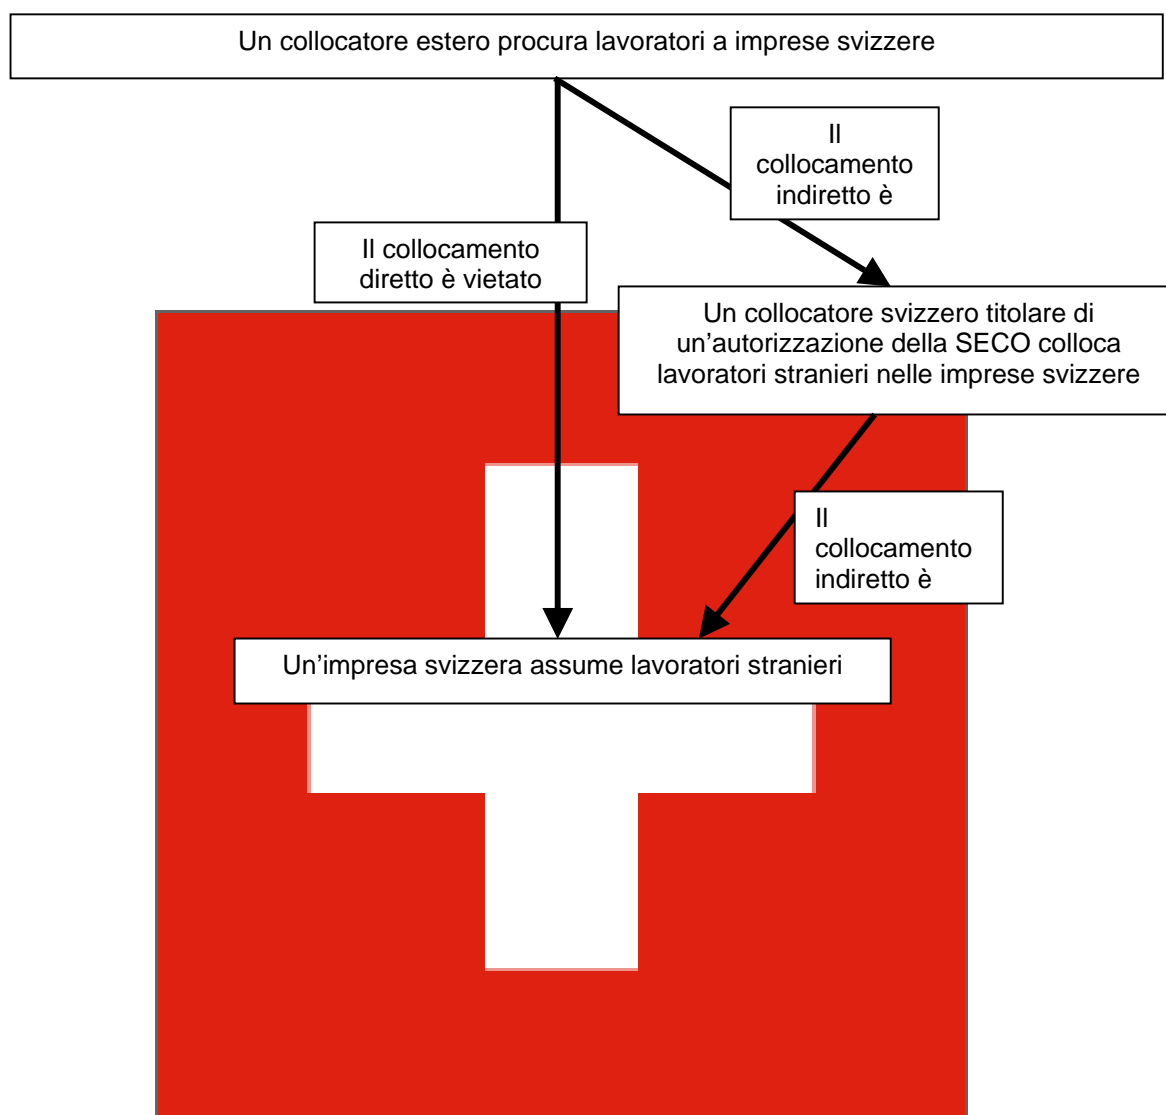 Un collocatore estero procura lavoratori a imprese svizzere
Il
collocamento
indiretto è
Il collocamento
diretto è vietato
Un collocatore svizzero titolare di
un'autorizzazione della SECO colloca
lavoratori stranieri nelle imprese svizzere
Il
collocamento
indiretto è
Un'impresa svizzera assume lavoratori stranieri